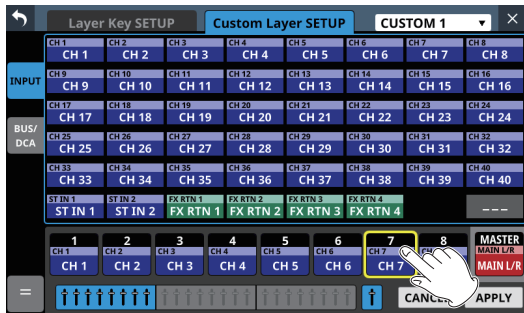 Layer Key SETUP Custom Layer SETUP CUSTOM 1
CH 1 CH 2 CH 3 CH 4 CH 5 CH 6 CH 7 CH 8
CH 1 CH 2 CH 3 CH 4 CH 5 CH 6 CH 7 CH 8
INPUT
CH 9 CH 10 CH 11 CH 12 CH 13 CH 14 CH 15 CH 16
CH 9 CH 10 CH 11 CH 12 CH 13 CH 14 CH 15 CH 16
CH 17 CH 18 CH 19 CH 20 CH 21 CH 22 CH 23 CH 24
CH 17 CH 18 CH 19 CH 20 CH 21 CH 22 CH 23 CH 24
BUS/
DCA
CH 25 CH 26 CH 27 CH 28 CH 29 CH 30 CH 31 CH 32
CH 25 CH 26 CH 27 CH 28 CH 29 CH 30 CH 31 CH 32
CH 33 CH 34 CH 35 CH 36 CH 37 CH 38 CH 39 CH 40
CH 33 CH 34 CH 35 CH 36 CH 37 CH 38 CH 39 CH 40
ST IN 1 ST IN 2 FX RTN 1 FX RTN 2 FX RTN 3 FX RTN 4
ST IN 1 ST IN 2 FX RTN 1 FX RTN 2 FX RTN 3 FX RTN 4 ---
1 2 3 4 5 6 7 8 MASTER
CH 1 CH 2 CH 3 CH 4 CH 5 CH 6 CH 7 MAIN L/R
CH 1 CH 2 CH 3 CH 4 CH 5 CH 6 CH 7 MAIN L/R
APPLY